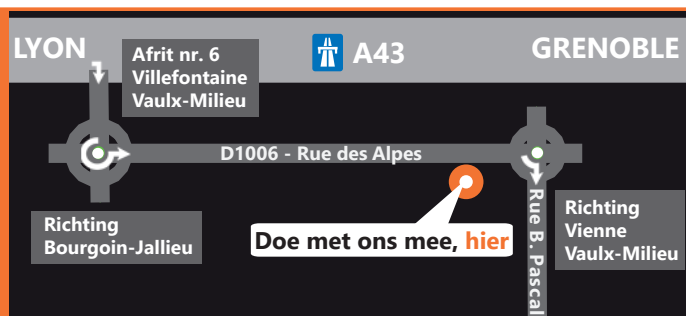 LYON
A43
GRENOBLE
Afrit nr. 6
Villefontaine
Vaulx-Milieu
D1006 - Rue des Alpes
Richting
Bourgoin-Jallieu
Doe met ons mee, hier
Rue B. Pascal
Richting
Vienne
Vaulx-Milieu